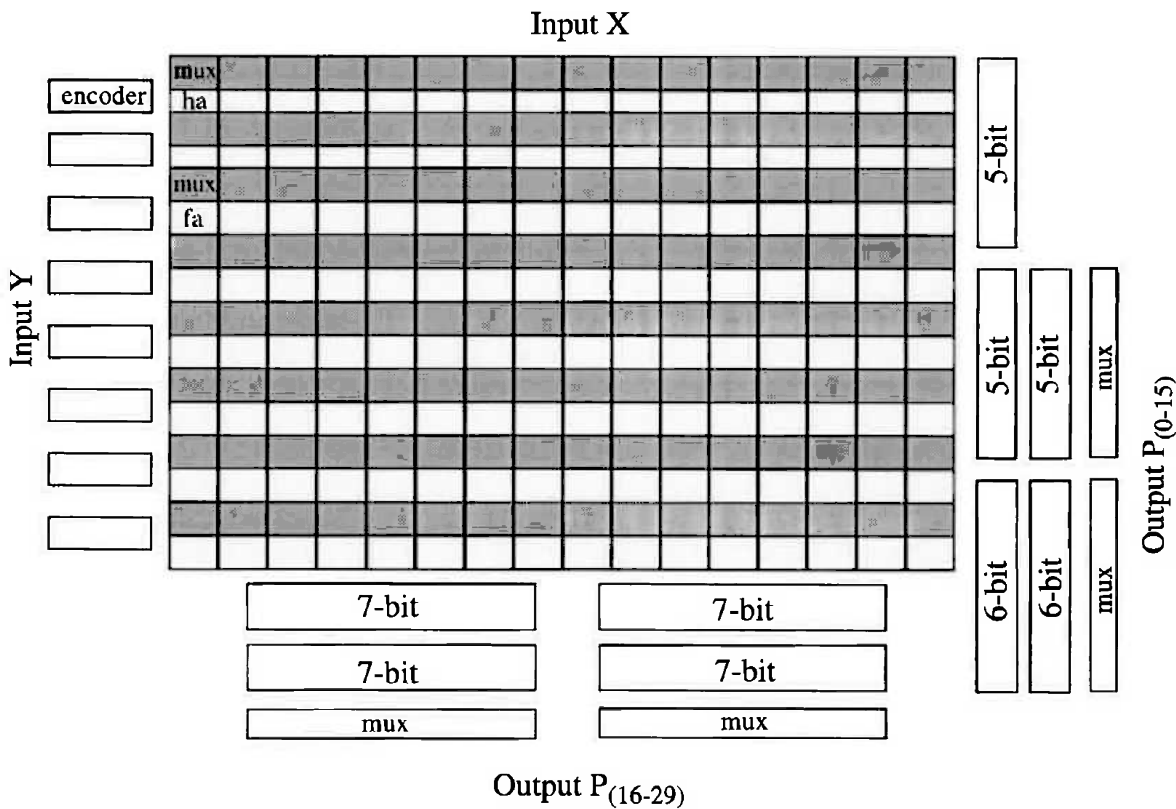 Input X
mux
encoder
ha
5-bit
mux
fa
Input Y
5-bit
5-bit
mux
Output P(0-15)
6-bit
6-bit
mux
7-bit
7-bit
7-bit
7-bit
mux
mux
Output P(16-29)